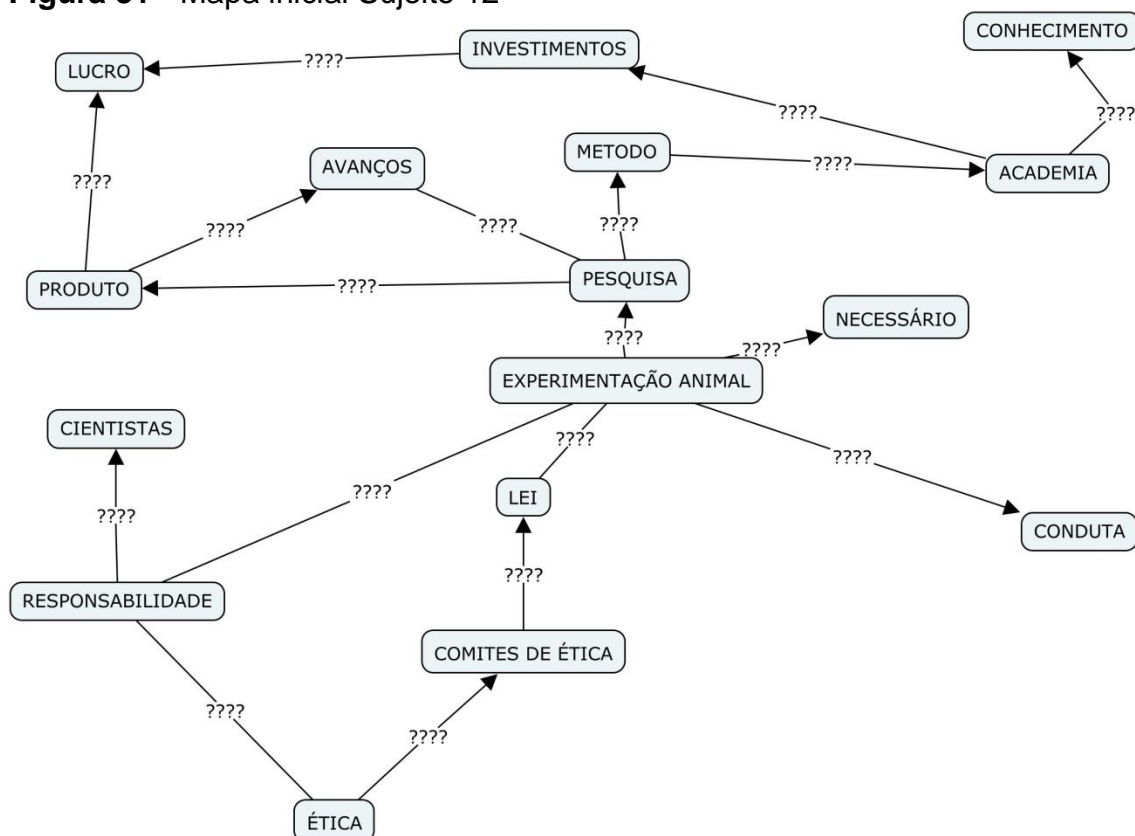 Figura 31 - Mapa Inicial Sujeito 12
CONHECIMENTO
INVESTIMENTOS
LUCRO
????
????
????
METODO
????
ACADEMIA
AVANÇOS
????
????
????
????
PRODUTO
????
PESQUISA
NECESSÁRIO
????
????
EXPERIMENTAÇÃO ANIMAL
CIENTISTAS
????
????
????
LEI
????
CONDUTA
????
RESPONSABILIDADE
COMITES DE ÉTICA
????
????
ÉTICA